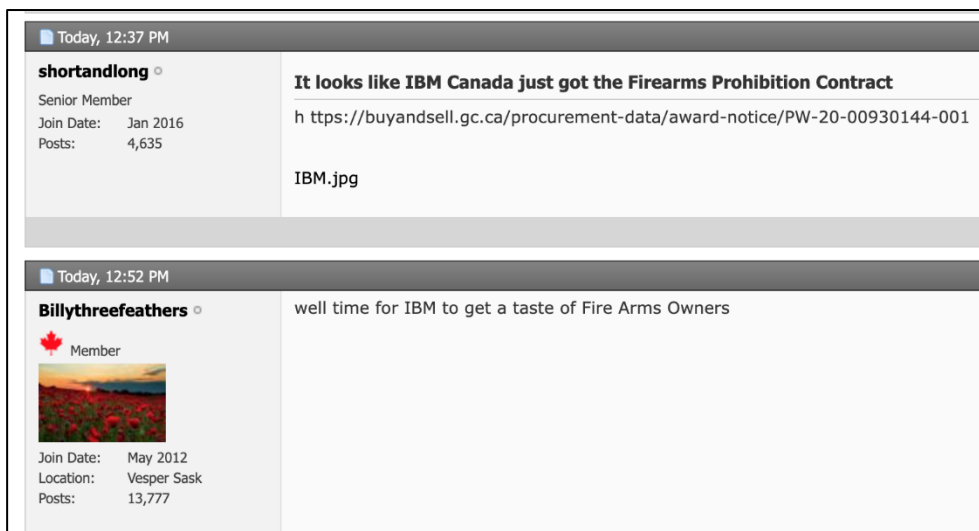 Today, 12:37 PM
shortandlong
Senior Member
Join Date: Jan 2016
Posts: 4,635
It looks like IBM Canada just got the Firearms Prohibition Contract
h ttps://buyandsell.gc.ca/procurement-data/award-notice/PW-20-00930144-001
IBM.jpg
Today, 12:52 PM
Billythreefeathers
Member
Join Date: May 2012
Location: Vesper Sask
Posts: 13,777
well time for IBM to get a taste of Fire Arms Owners